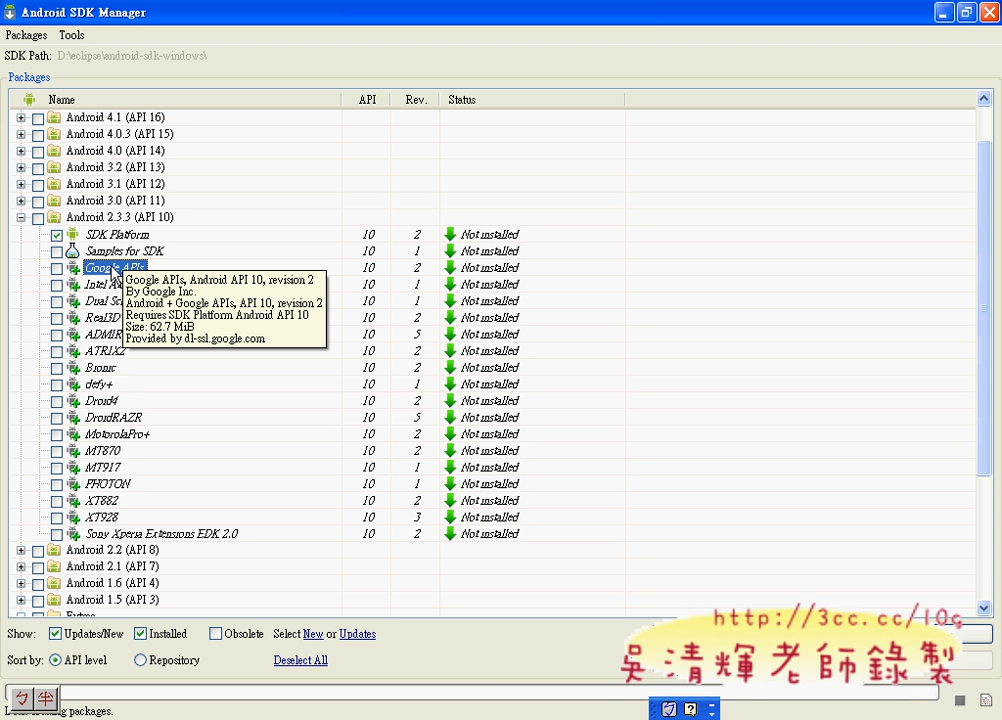 Android SDK Manager
Packages Tools
SDK Path: D:\eclipse\android-sdk-windows\
Packages
Name API Rev. Status
Android 4.1 (API 16)
Android 4.0.3 (API 15)
Android 4.0 (API 14)
Android 3.2 (API 13)
Android 3.1 (API 12)
Android 3.0 (API 11)
Android 2.3.3 (API 10)
SDK Platform 10 2 Not installed
Samples for SDK 10 1 Not installed
Google APIs 10 2 Not installed
Google APIs, Android API 10, revision 2
By Google Inc.
Android + Google APIs, API 10, revision 2
Requires SDK Platform Android API 10
Size: 62.7 MiB
Provided by dl-ssl.google.com
Intel 10 1 Not installed
Dual 10 1 Not installed
Real3D 10 2 Not installed
ADMIR 10 5 Not installed
ATRIX2 10 2 Not installed
Bionic 10 2 Not installed
defy+ 10 1 Not installed
Droid4 10 2 Not installed
DroidRAZR 10 5 Not installed
MotorolaPro+ 10 2 Not installed
MT870 10 2 Not installed
MT917 10 1 Not installed
PHOTON 10 1 Not installed
XT882 10 2 Not installed
XT928 10 3 Not installed
Sony Xperia Extensions EDK 2.0 10 2 Not installed
Android 2.2 (API 8)
Android 2.1 (API 7)
Android 1.6 (API 4)
Android 1.5 (API 3)
Show: Updates/New Installed Obsolete Select New or Updates
http://3cc.cc/10g
Sort by: API level Repository Deselect All
吳清輝老師錄製
ㄅ 半
packages.